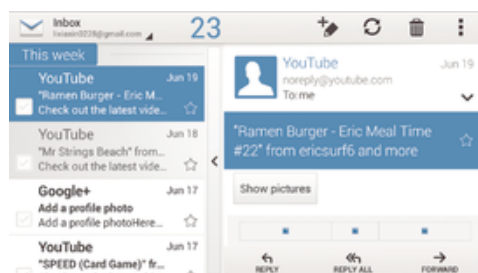 Inbox
23
This week
YouTube
Jun 19
"Ramen Burger - Eric M...
Check out the latest vide...
YouTube
Jun 18
"Mr Strings Beach" from...
Check out the latest vide...
Google+
Jun 17
Add a profile photo
Add a profile photoHere...
YouTube
Jun 17
"SPEED (Card Game)" fr...
YouTube
Jun 19
noreply@youtube.com
To: me
"Ramen Burger - Eric Meal Time
#22" from ericsurf6 and more
Show pictures
REPLY
REPLY ALL
FORWARD